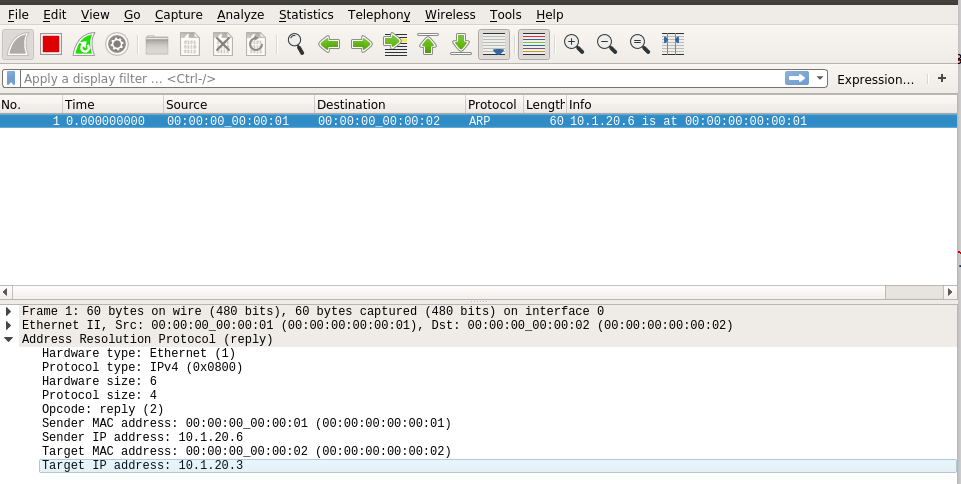 File Edit View Go Capture Analyze Statistics Telephony Wireless Tools Help
Apply a display filter ... <Ctrl-/> Expression... +
No. Time Source Destination Protocol Length Info
1 0.000000000 00:00:00_00:00:01 00:00:00_00:00:02 ARP 60 10.1.20.6 is at 00:00:00:00:00:01
Frame 1: 60 bytes on wire (480 bits), 60 bytes captured (480 bits) on interface 0
Ethernet II, Src: 00:00:00_00:00:01 (00:00:00:00:00:01), Dst: 00:00:00_00:00:02 (00:00:00:00:00:02)
Address Resolution Protocol (reply)
Hardware type: Ethernet (1)
Protocol type: IPv4 (0x0800)
Hardware size: 6
Protocol size: 4
Opcode: reply (2)
Sender MAC address: 00:00:00_00:00:01 (00:00:00:00:00:01)
Sender IP address: 10.1.20.6
Target MAC address: 00:00:00_00:00:02 (00:00:00:00:00:02)
Target IP address: 10.1.20.3